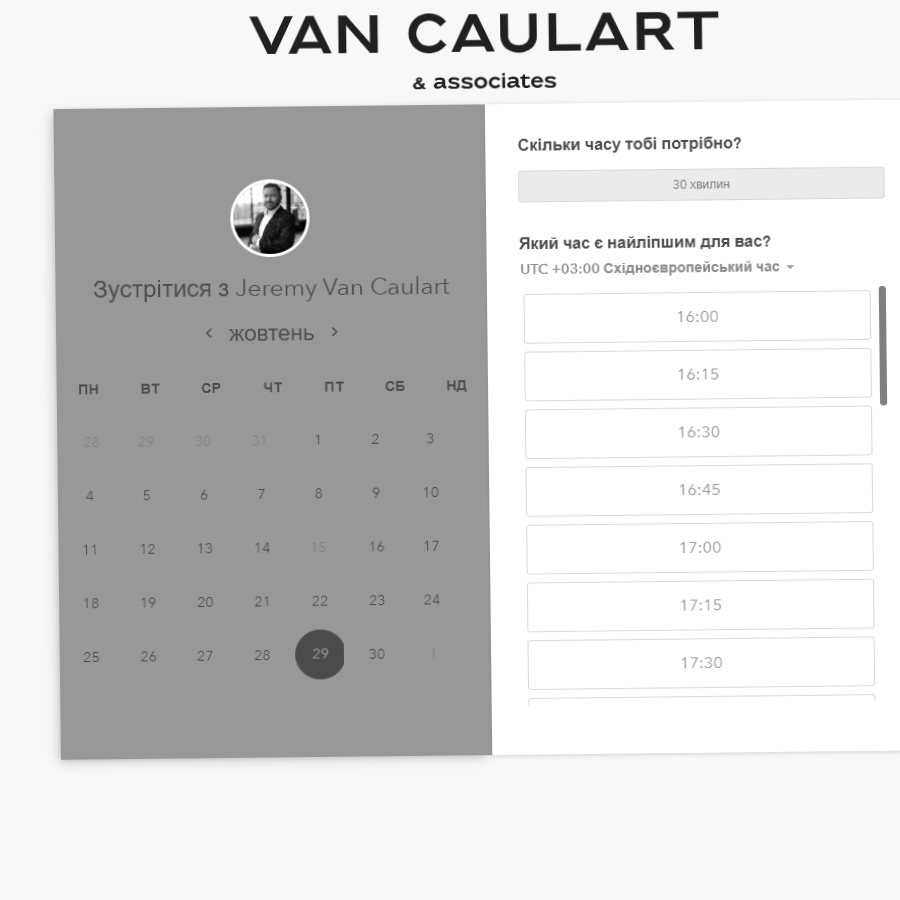 VAN CAULART
& associates
Зустрітися з Jeremy Van Caulart
жовтень
ПН ВТ СР ЧТ ПТ СБ НД
28 29 30 31 1 2 3
4 5 6 7 8 9 10
11 12 13 14 15 16 17
18 19 20 21 22 23 24
25 26 27 28 29 30 1
Скільки часу тобі потрібно?
30 хвилин
Який час є найліпшим для вас?
UTC +03:00 Східноєвропейський час
16:00
16:15
16:30
16:45
17:00
17:15
17:30